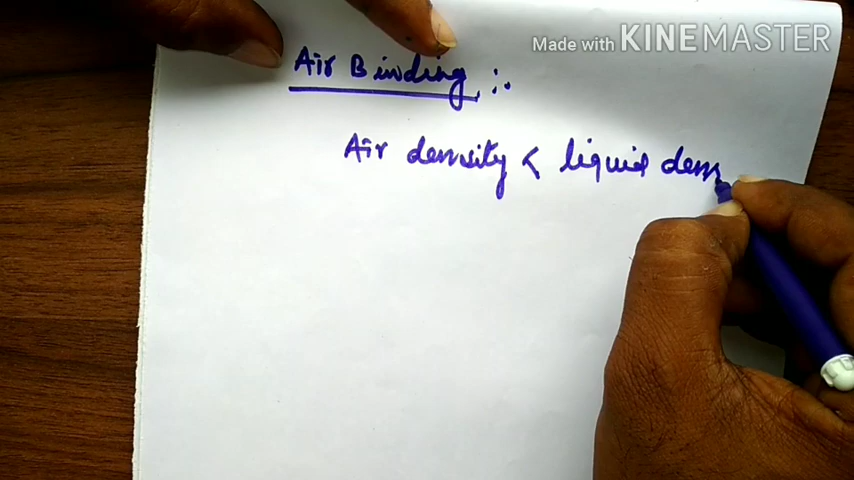 Made with KINEMASTER
Air Binding :.
Air density < liquid dens